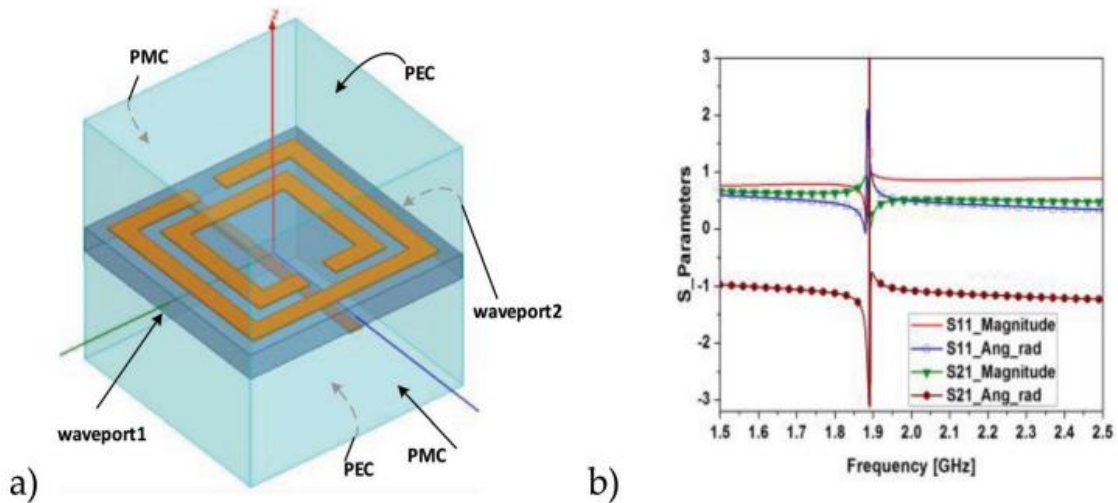 Z
PMC
PEC
waveport2
waveport1
PEC
PMC
a)
3
2
1
0
-1
-2
-3
S_Parameters
S11_Magnitude
S11_Ang_rad
S21_Magnitude
S21_Ang_rad
1.5 1.6 1.7 1.8 1.9 2.0 2.1 2.2 2.3 2.4 2.5
Frequency [GHz]
b)